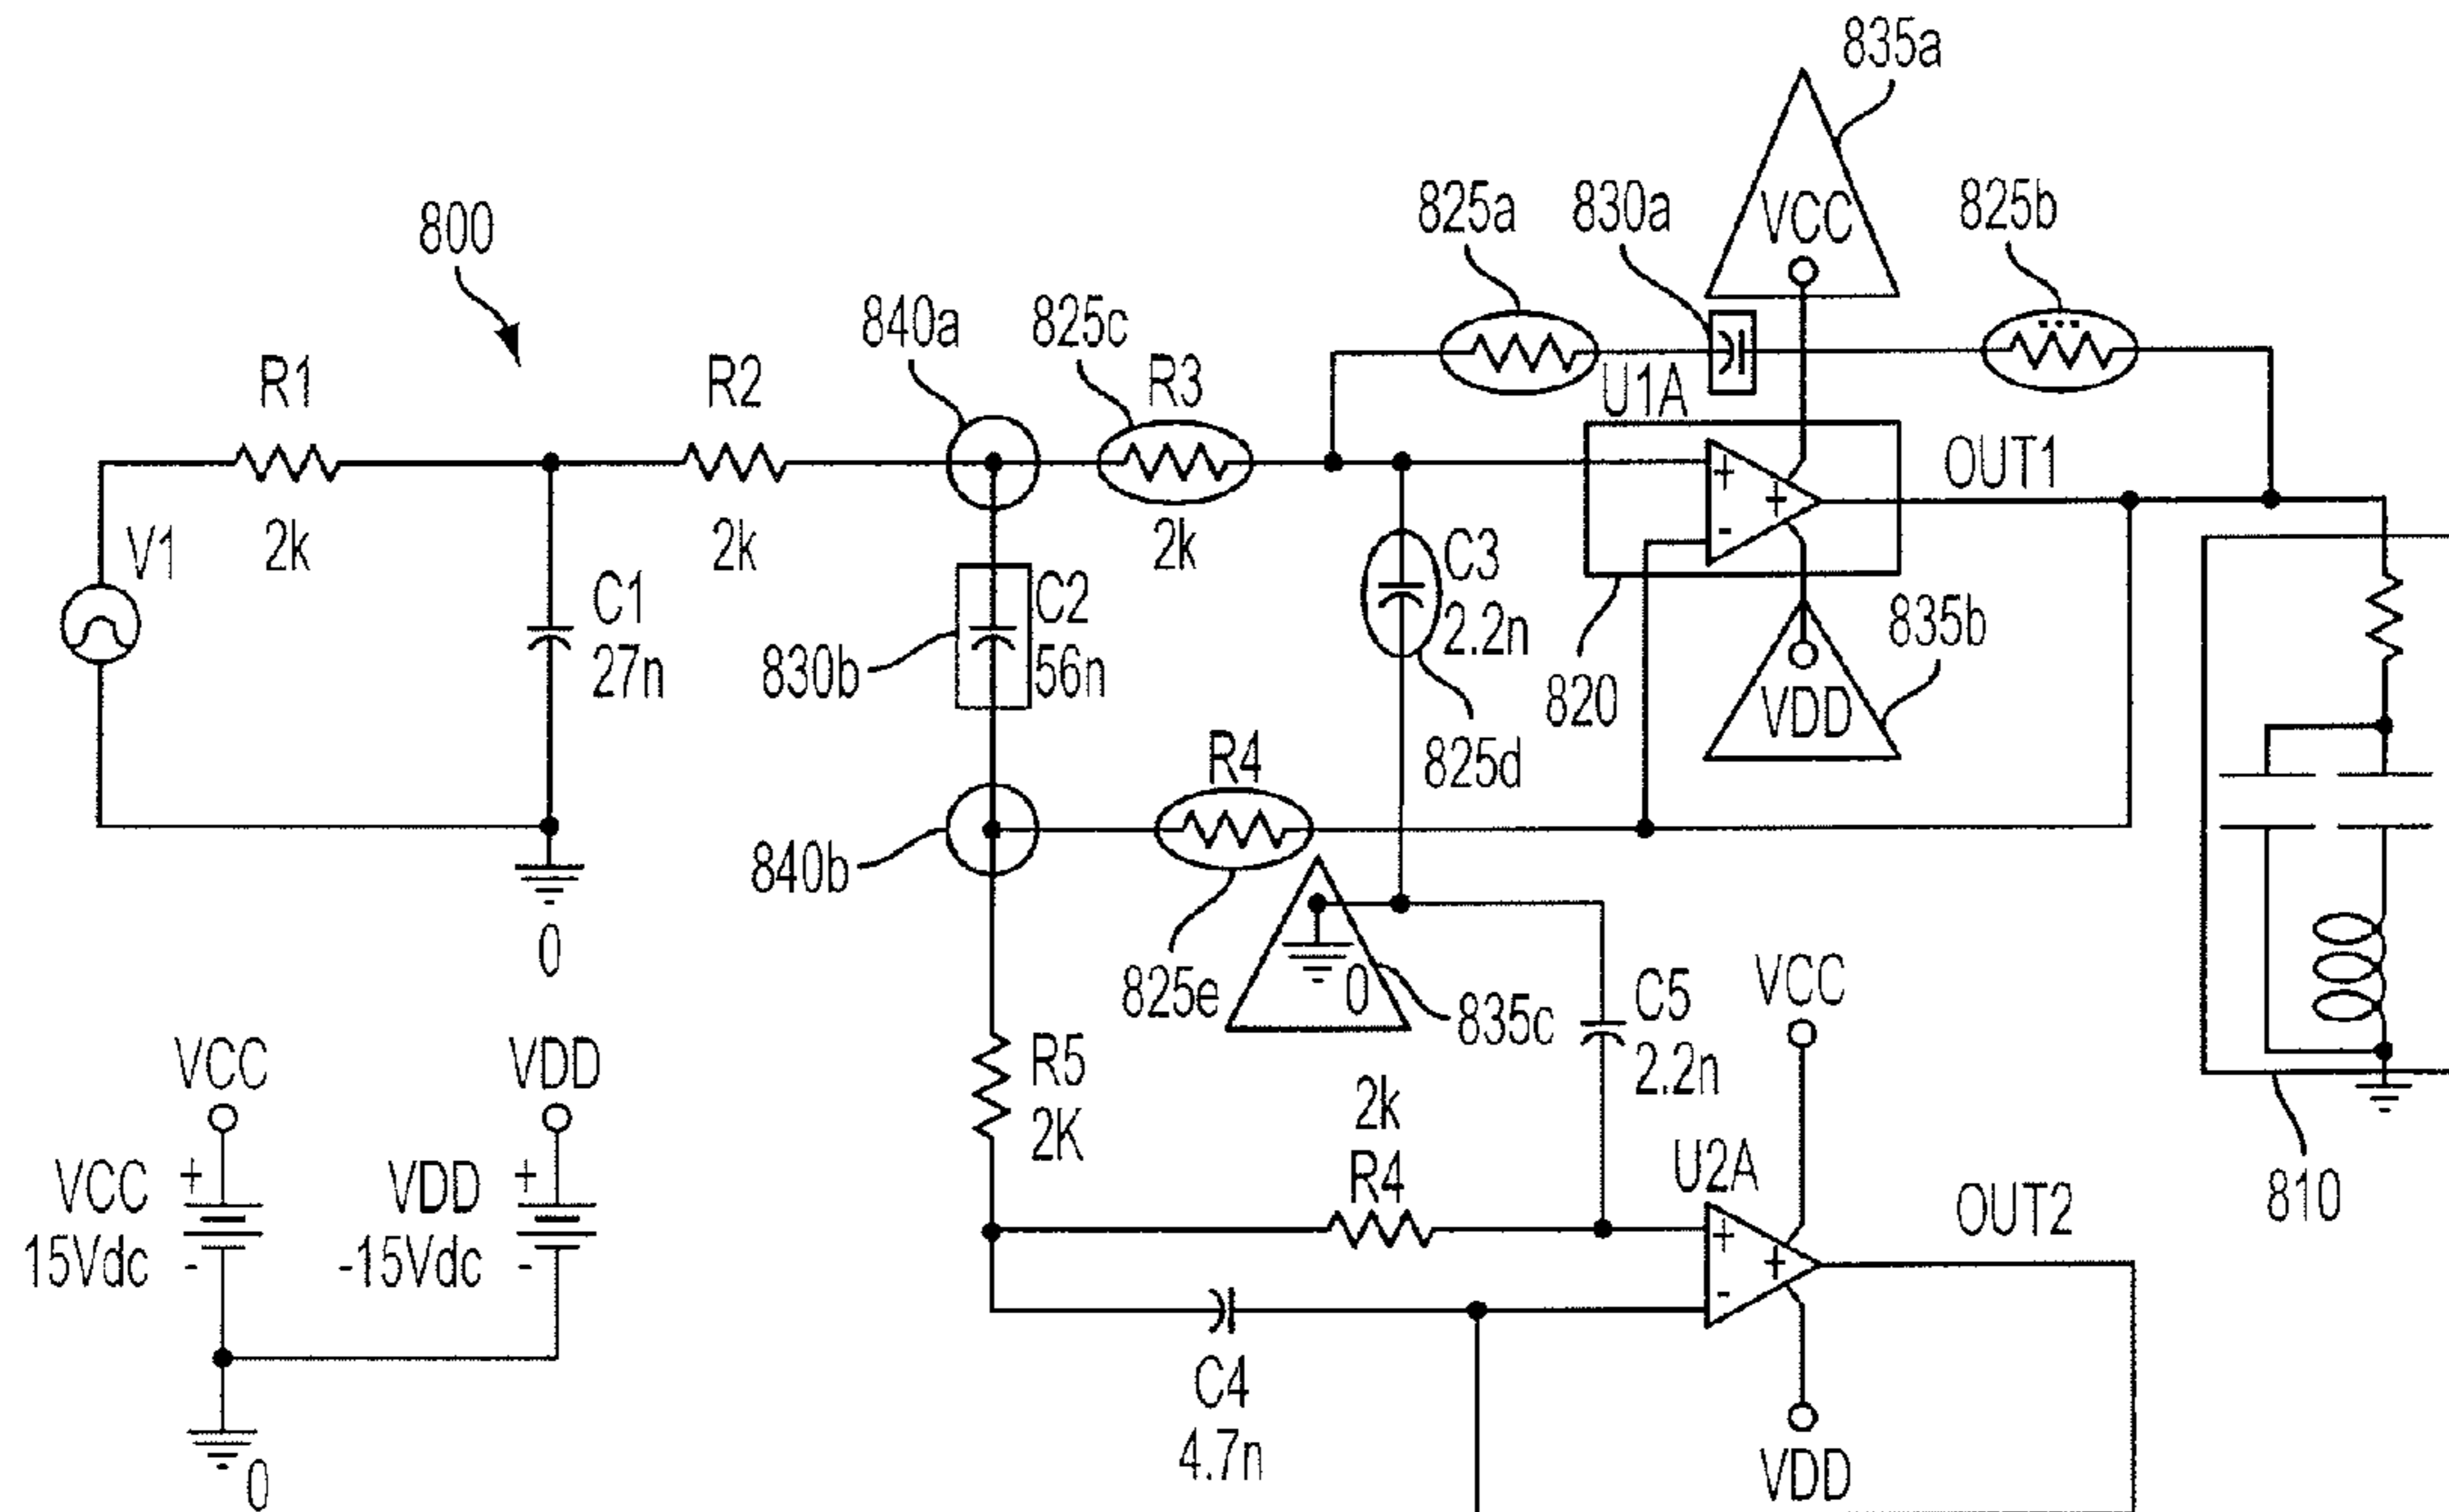 835a
825a
830a
825b
VCC
800
840a
825c
R1
R2
R3
U1A
OUT1
+
+
-
2k
2k
2k
V1
C1
27n
C2
56n
830b
C3
2.2n
820
835b
VDD
825d
R4
840b
0
825e
0
835c
C5
2.2n
VCC
VCC
VDD
R5
2K
2k
R4
U2A
810
VCC
15Vdc
+
-
VDD
-15Vdc
+
-
+
+
-
OUT2
C4
4.7n
VDD
0